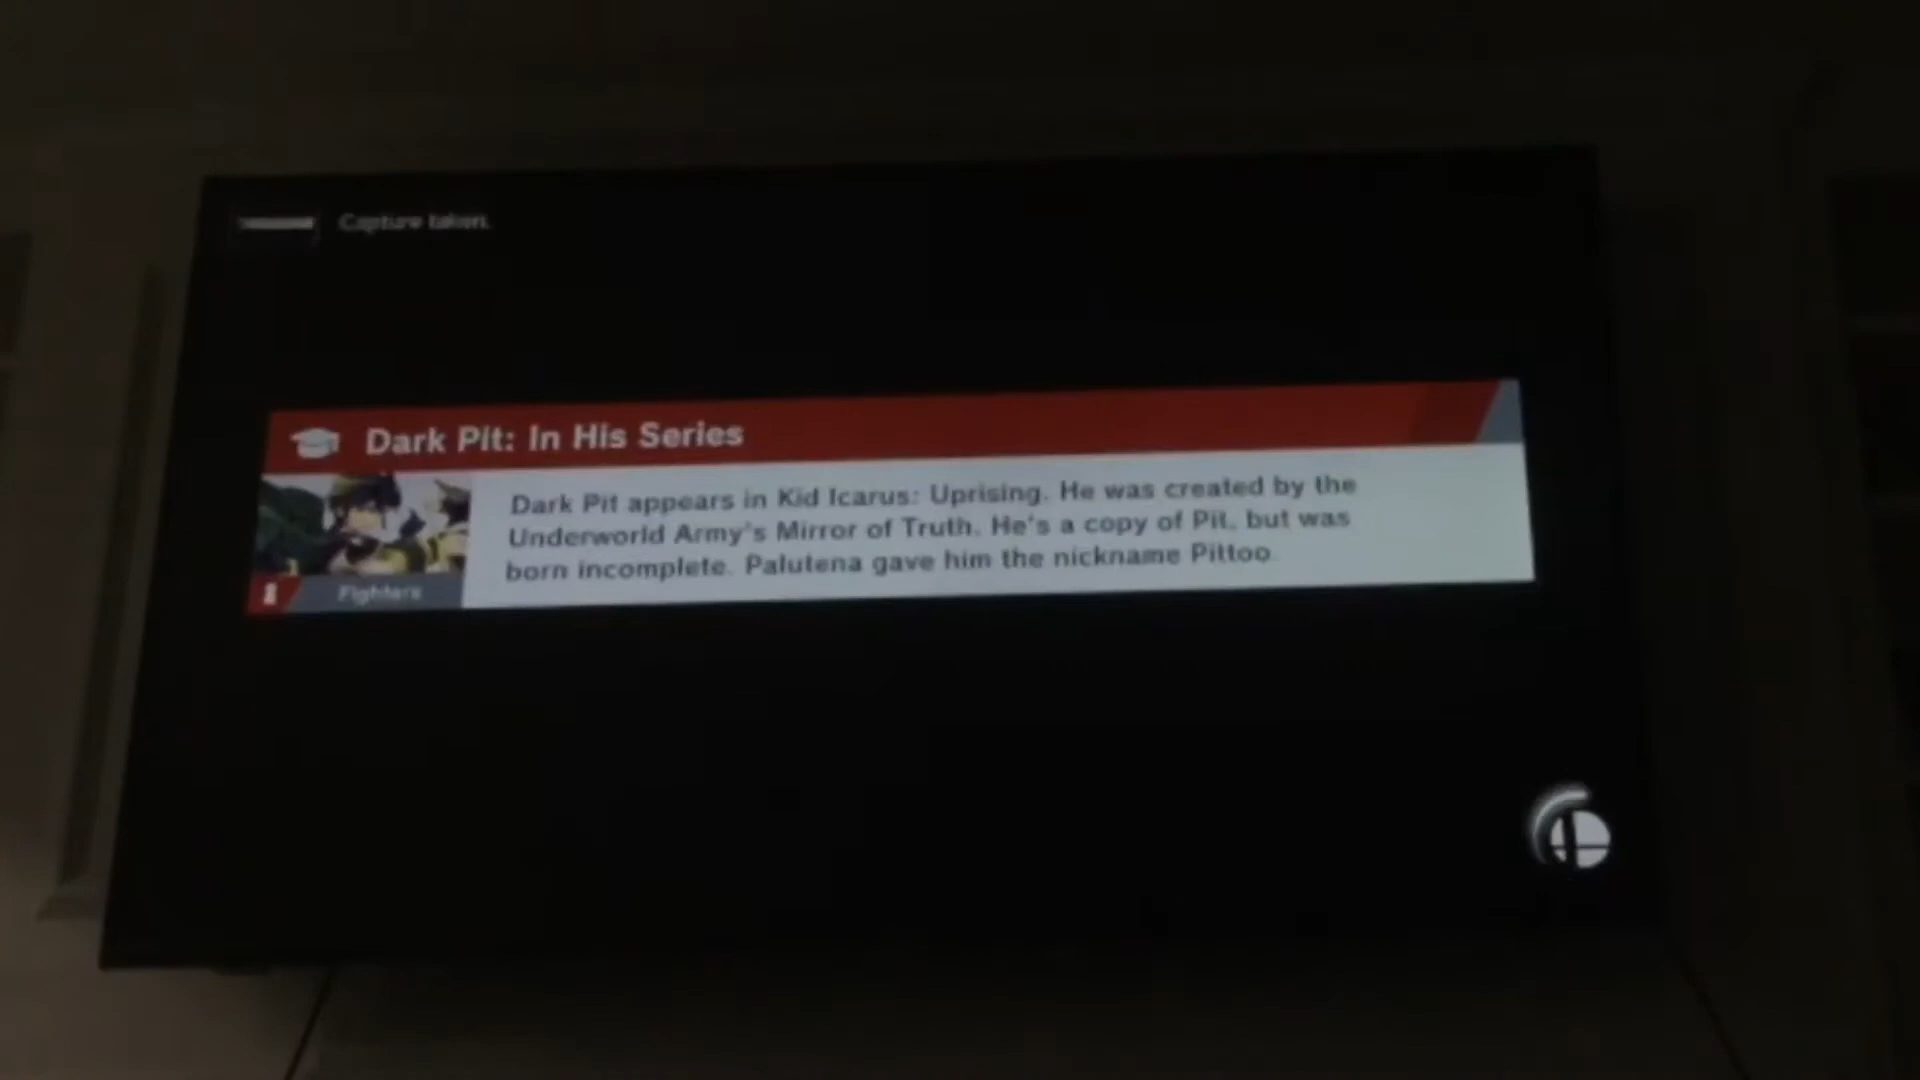 Capture taken.
Dark Pit: In His Series
Dark Pit appears in Kid Icarus: Uprising. He was created by the
Underworld Army's Mirror of Truth. He's a copy of Pit, but was
born incomplete. Palutena gave him the nickname Pittoo.
Fighters